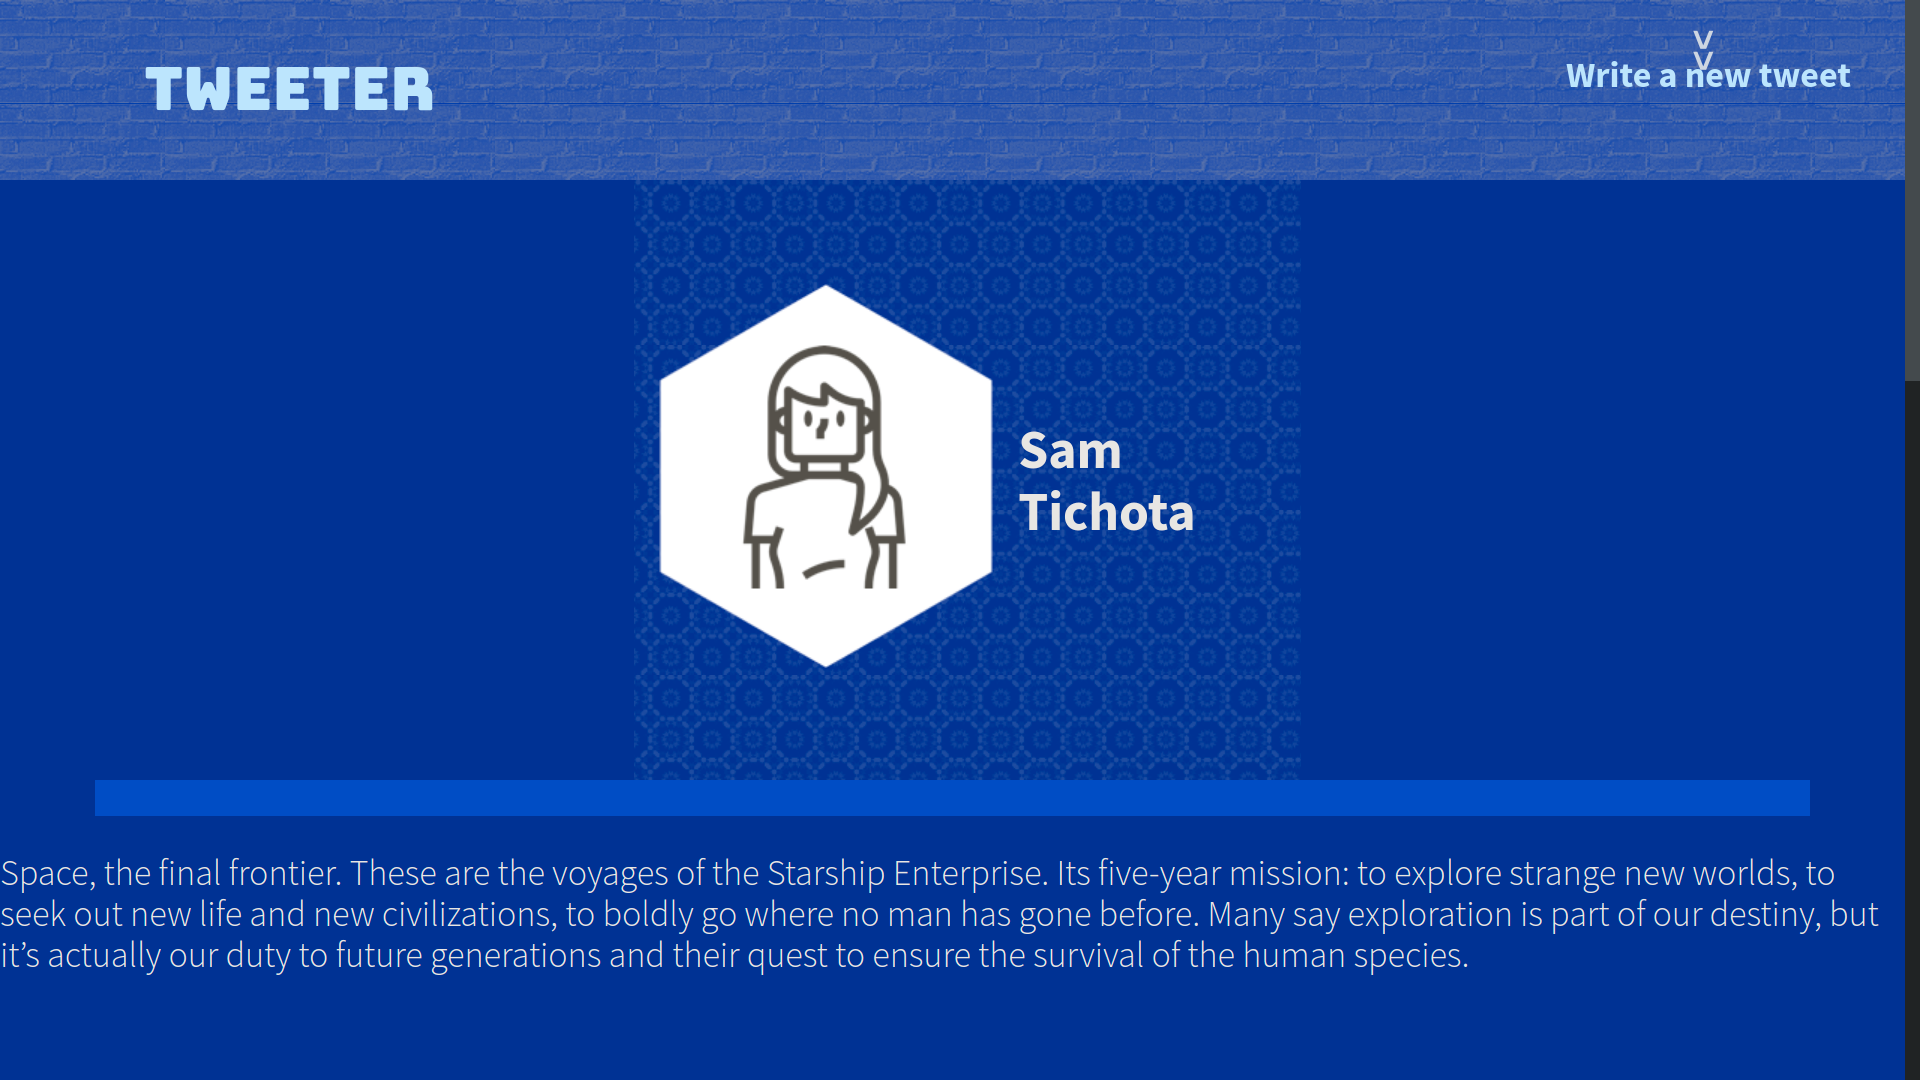 TWEETER
V
V
Write a new tweet
Sam
Tichota
Space, the final frontier. These are the voyages of the Starship Enterprise. Its five-year mission: to explore strange new worlds, to
seek out new life and new civilizations, to boldly go where no man has gone before. Many say exploration is part of our destiny, but
it’s actually our duty to future generations and their quest to ensure the survival of the human species.